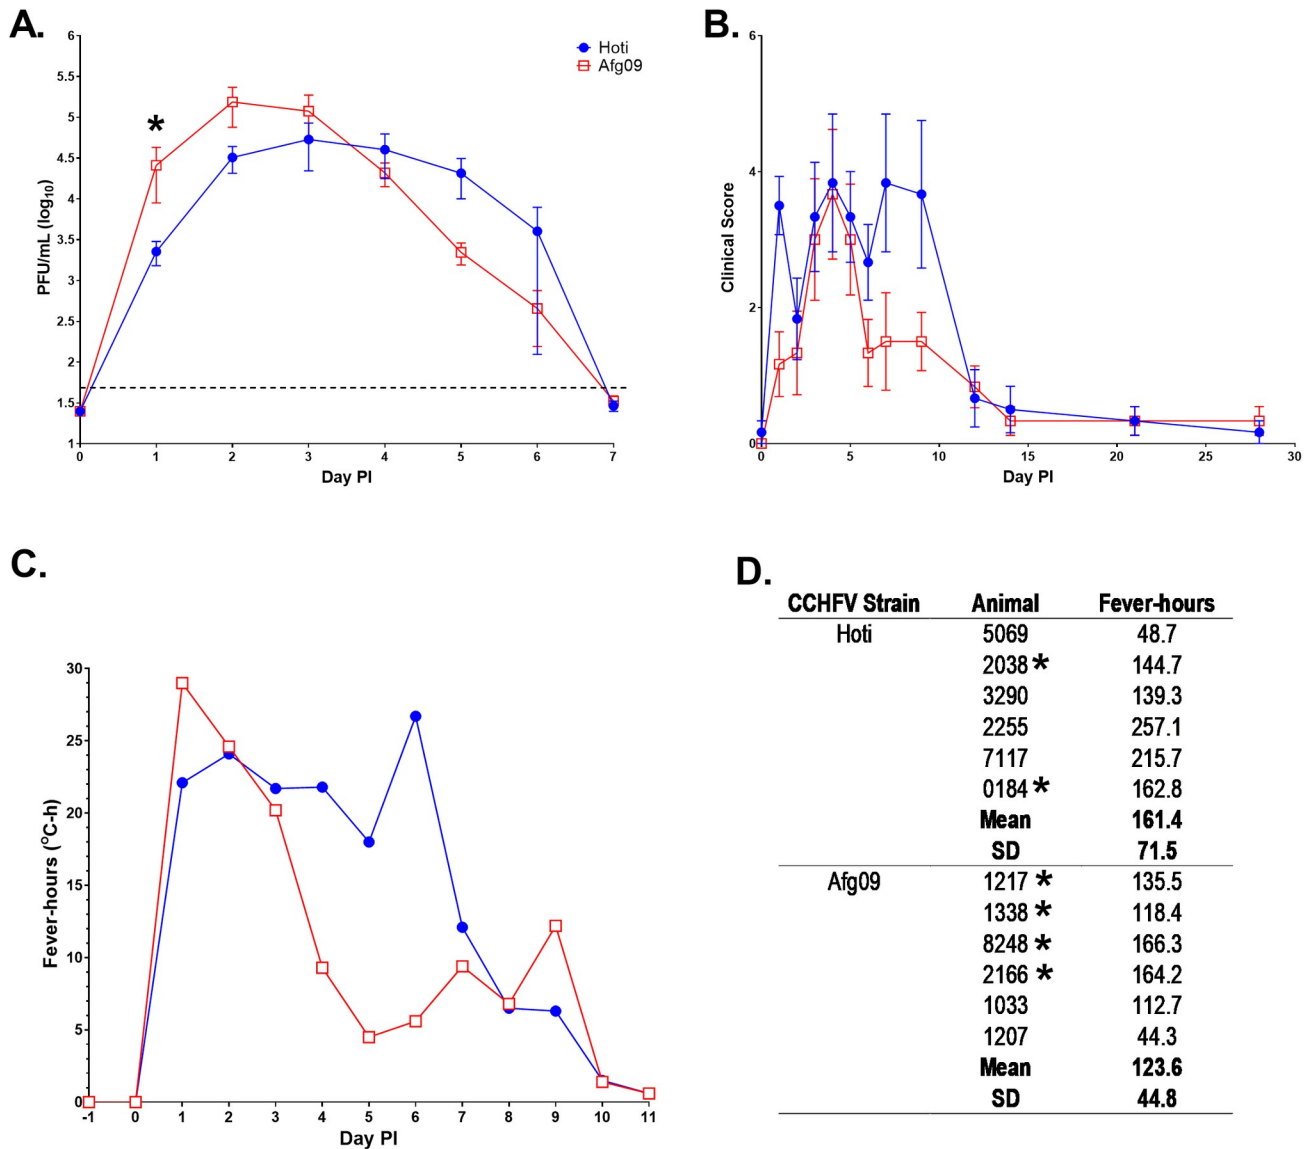 A.
PFU/mL (log10)
6
5.5
5
4.5
4
3.5
3
2.5
2
1.5
1
*
Hoti
Afg09
0 1 2 3 4 5 6 7
Day PI
B.
Clinical Score
6
4
2
0
0 5 10 15 20 25 30
Day PI
C.
Fever-hours (°C-h)
30
25
20
15
10
5
0
-1 0 1 2 3 4 5 6 7 8 9 10 11
Day PI
D.
CCHFV Strain Animal Fever-hours
Hoti 5069 48.7
2038 * 144.7
3290 139.3
2255 257.1
7117 215.7
0184 * 162.8
Mean 161.4
SD 71.5
Afg09 1217 * 135.5
1338 * 118.4
8248 * 166.3
2166 * 164.2
1033 112.7
1207 44.3
Mean 123.6
SD 44.8